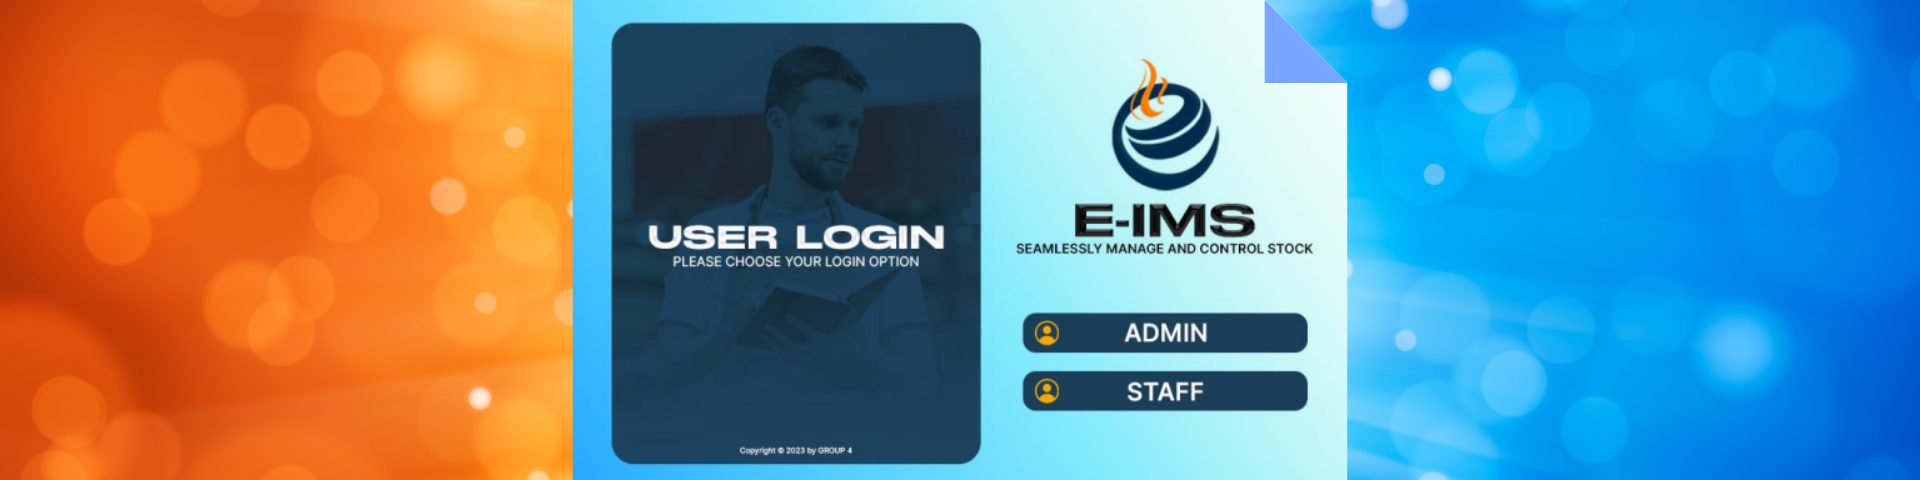 USER LOGIN
PLEASE CHOOSE YOUR LOGIN OPTION
Copyright © 2023 by GROUP 4
E-IMS
SEAMLESSLY MANAGE AND CONTROL STOCK
ADMIN
STAFF